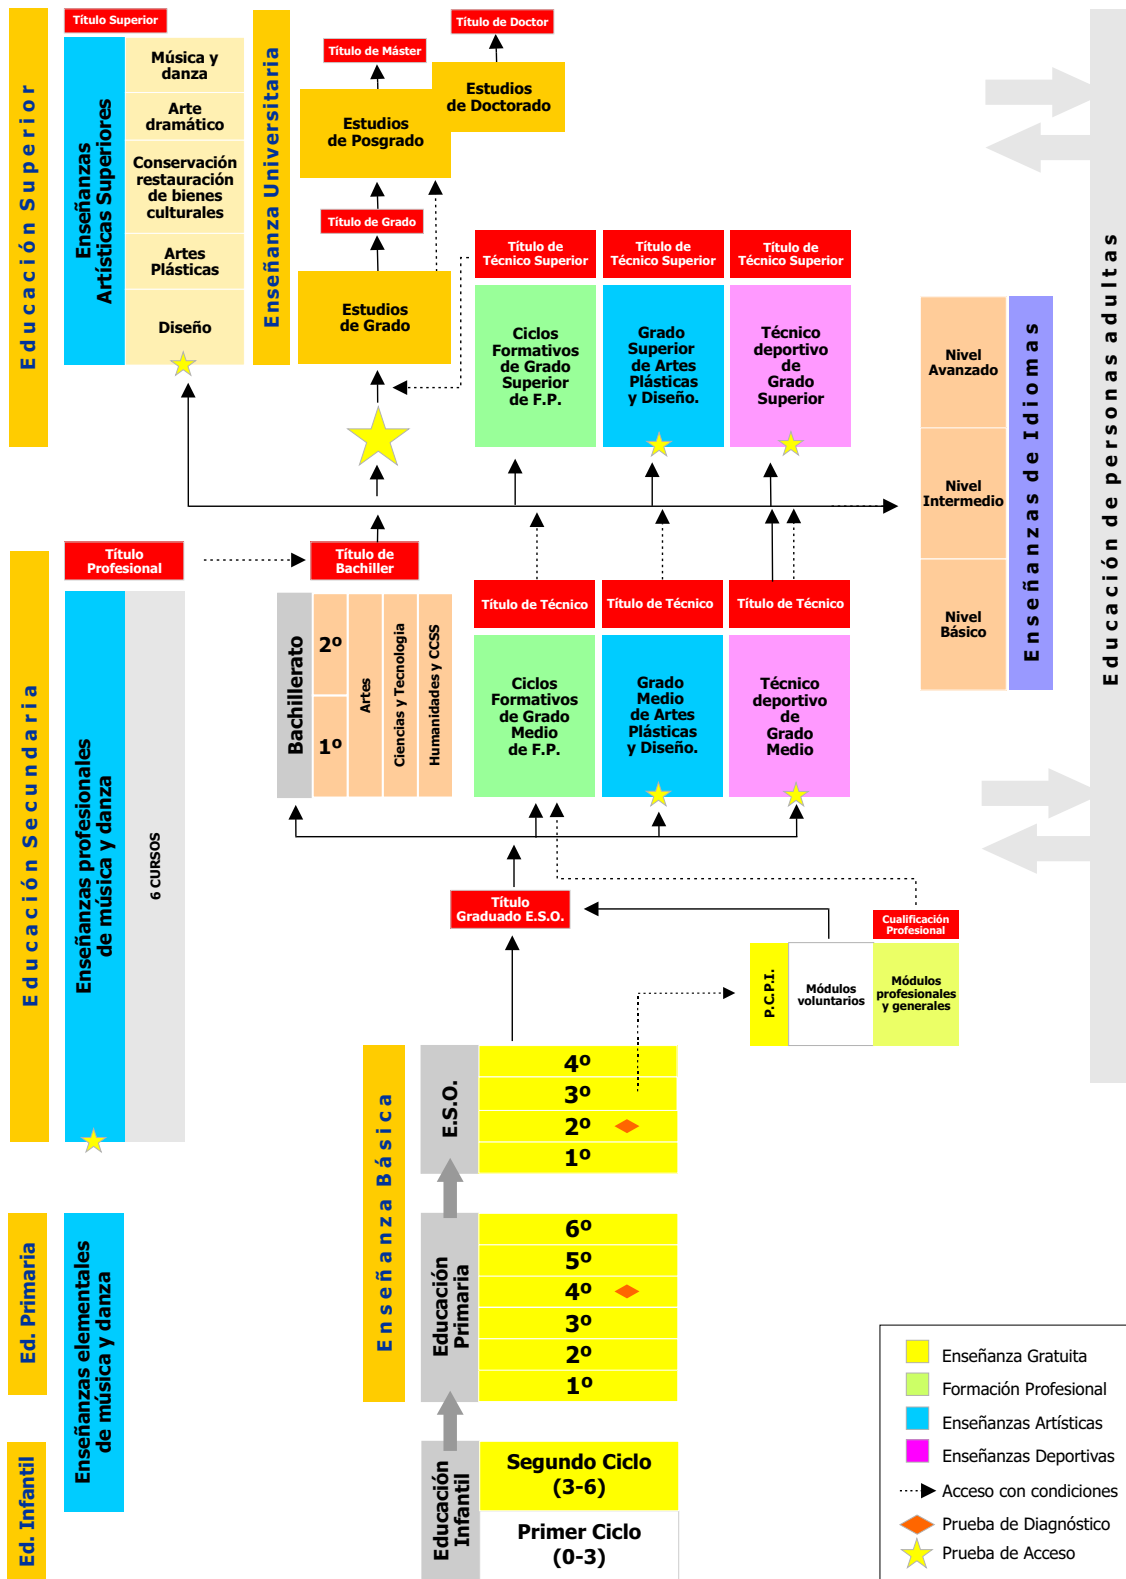 Educación Superior
Título Superior
Enseñanzas
Artísticas Superiores
Música y
danza
Arte
dramático
Conservación
restauración
de bienes
culturales
Artes
Plásticas
Diseño
Enseñanza Universitaria
Título de Doctor
Título de Máster
Estudios
de Doctorado
Estudios
de Posgrado
Título de Grado
Estudios
de Grado
Título de
Técnico Superior
Título de
Técnico Superior
Título de
Técnico Superior
Ciclos
Formativos
de Grado
Superior
de F.P.
Grado
Superior
de Artes
Plásticas
y Diseño.
Técnico
deportivo
de
Grado
Superior
Nivel
Avanzado
Nivel
Intermedio
Nivel
Básico
Enseñanzas de Idiomas
Educación de personas adultas
Educación Secundaria
Título
Profesional
Enseñanzas profesionales
de música y danza
6 CURSOS
Título de
Bachiller
Bachillerato
2º
1º
Artes
Ciencias y Tecnología
Humanidades y CCSS
Título de Técnico
Título de Técnico
Título de Técnico
Ciclos
Formativos
de Grado
Medio
de F.P.
Grado
Medio
de Artes
Plásticas
y Diseño.
Técnico
deportivo
de
Grado
Medio
Título
Graduado E.S.O.
Cualificación
Profesional
P.C.P.I.
Módulos
voluntarios
Módulos
profesionales
y generales
Enseñanza Básica
E.S.O.
4º
3º
2º
1º
Ed. Primaria
Enseñanzas elementales
de música y danza
Educación
Primaria
6º
5º
4º
3º
2º
1º
Ed. Infantil
Educación
Infantil
Segundo Ciclo
(3-6)
Primer Ciclo
(0-3)
Enseñanza Gratuita
Formación Profesional
Enseñanzas Artísticas
Enseñanzas Deportivas
Acceso con condiciones
Prueba de Diagnóstico
Prueba de Acceso